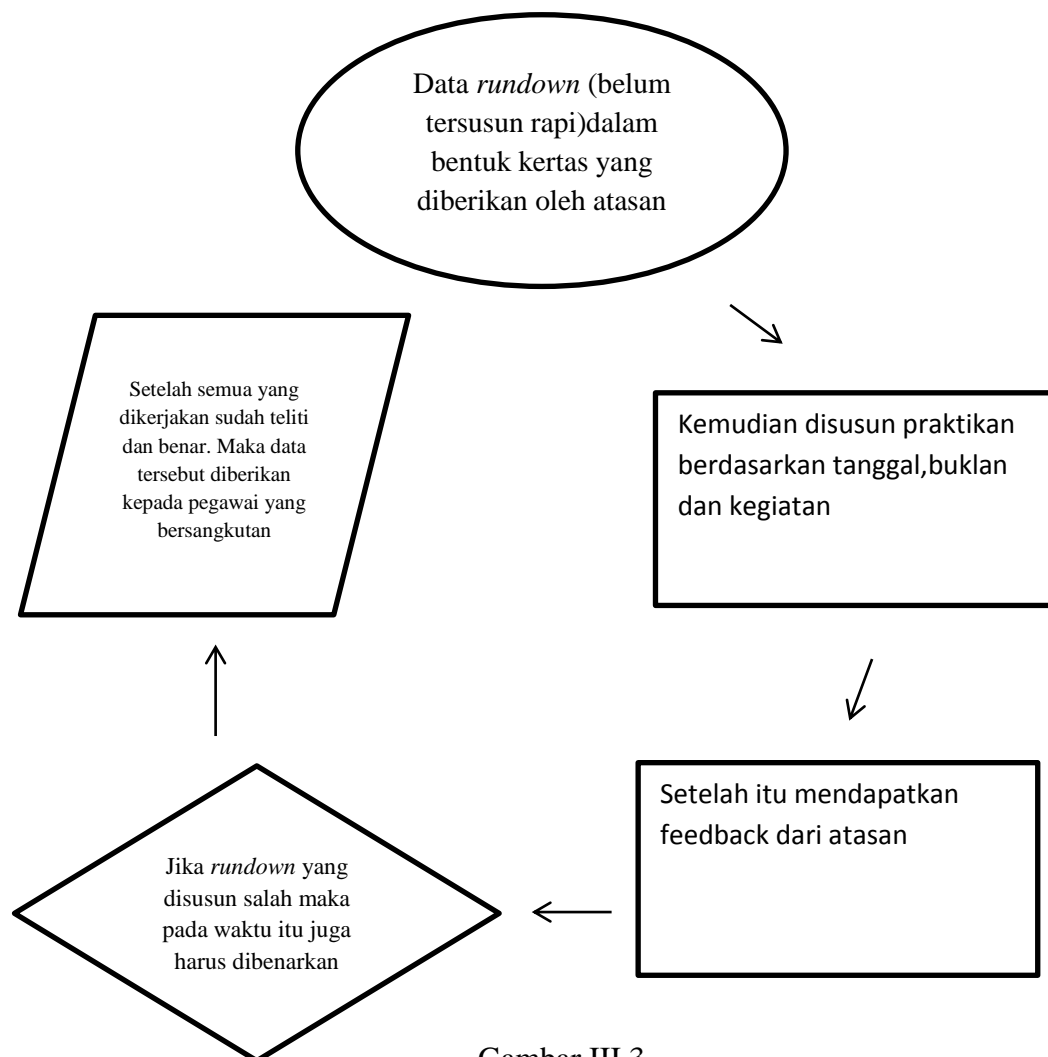 Data rundown (belum
tersusun rapi)dalam
bentuk kertas yang
diberikan oleh atasan
Kemudian disusun praktikan
berdasarkan tanggal,buklan
dan kegiatan
Setelah itu mendapatkan
feedback dari atasan
Jika rundown yang
disusun salah maka
pada waktu itu juga
harus dibenarkan
Setelah semua yang
dikerjakan sudah teliti
dan benar. Maka data
tersebut diberikan
kepada pegawai yang
bersangkutan
Gambar III.3